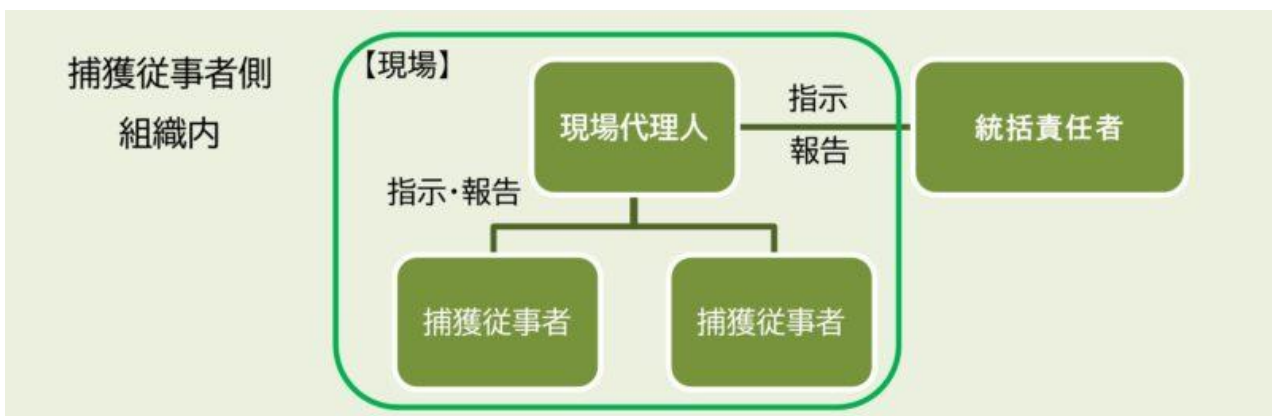 捕獲従事者側
組織内
【現場】
現場代理人
指示
報告
統括責任者
指示・報告
捕獲従事者
捕獲従事者